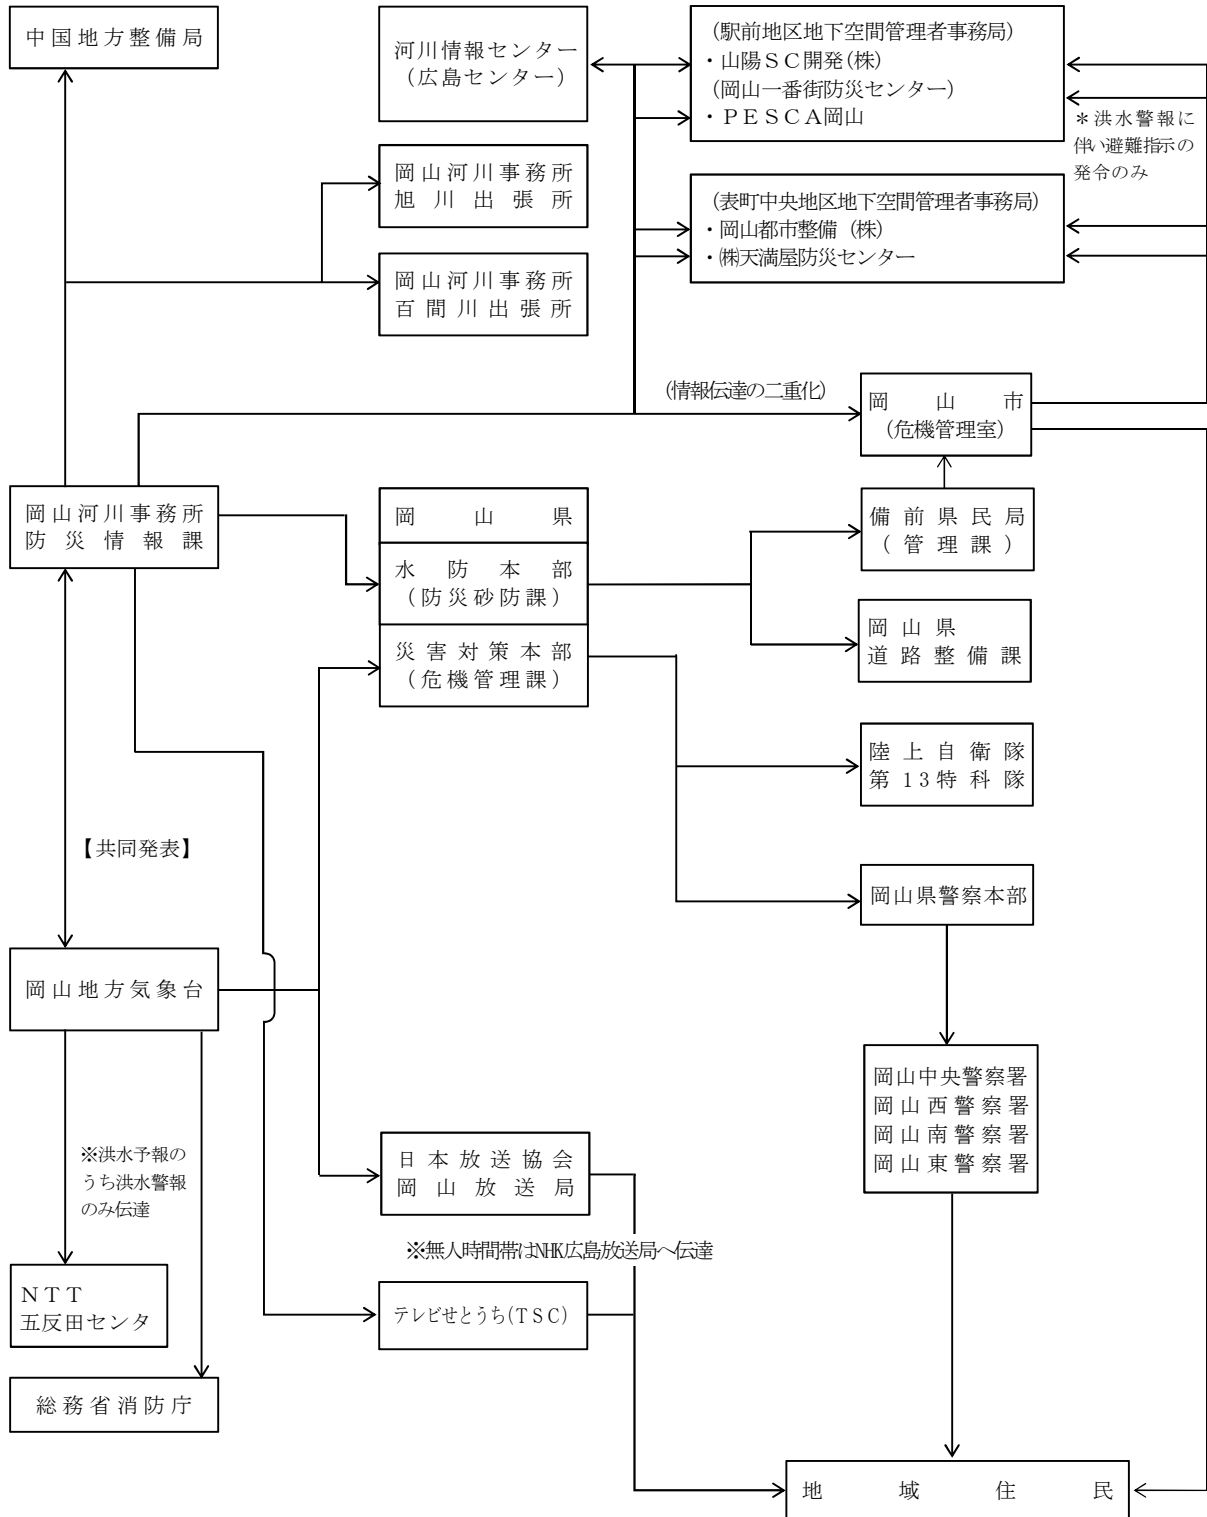 中国地方整備局
河川情報センター
（広島センター）
(駅前地区地下空間管理者事務局)
・山陽ＳＣ開発(株)
(岡山一番街防災センター)
・ＰＥＳＣＡ岡山
＊洪水警報に
伴い避難指示の
発令のみ
岡山河川事務所
旭川出張所
(表町中央地区地下空間管理者事務局)
・岡山都市整備（株）
・㈱天満屋防災センター
岡山河川事務所
百間川出張所
(情報伝達の二重化)
岡山市
(危機管理室)
岡山河川事務所
防災情報課
岡山県
水防本部
（防災砂防課）
災害対策本部
（危機管理課）
備前県民局
（管理課）
岡山県
道路整備課
陸上自衛隊
第13特科隊
【共同発表】
岡山県警察本部
岡山地方気象台
岡山中央警察署
岡山西警察署
岡山南警察署
岡山東警察署
※洪水予報の
うち洪水警報
のみ伝達
日本放送協会
岡山放送局
※無人時間帯はNHK広島放送局へ伝達
ＮＴＴ
五反田センタ
テレビせとうち(ＴＳＣ)
総務省消防庁
地域住民